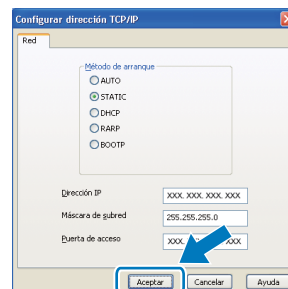 Configurar dirección TCP/IP
Red
Método de arranque
AUTO
STATIC
DHCP
RARP
BOOTP
Dirección IP XXX. XXX. XXX. XXX
Máscara de subred 255.255.255.0
Puerta de acceso XXX. XXX
Aceptar Cancelar Ayuda